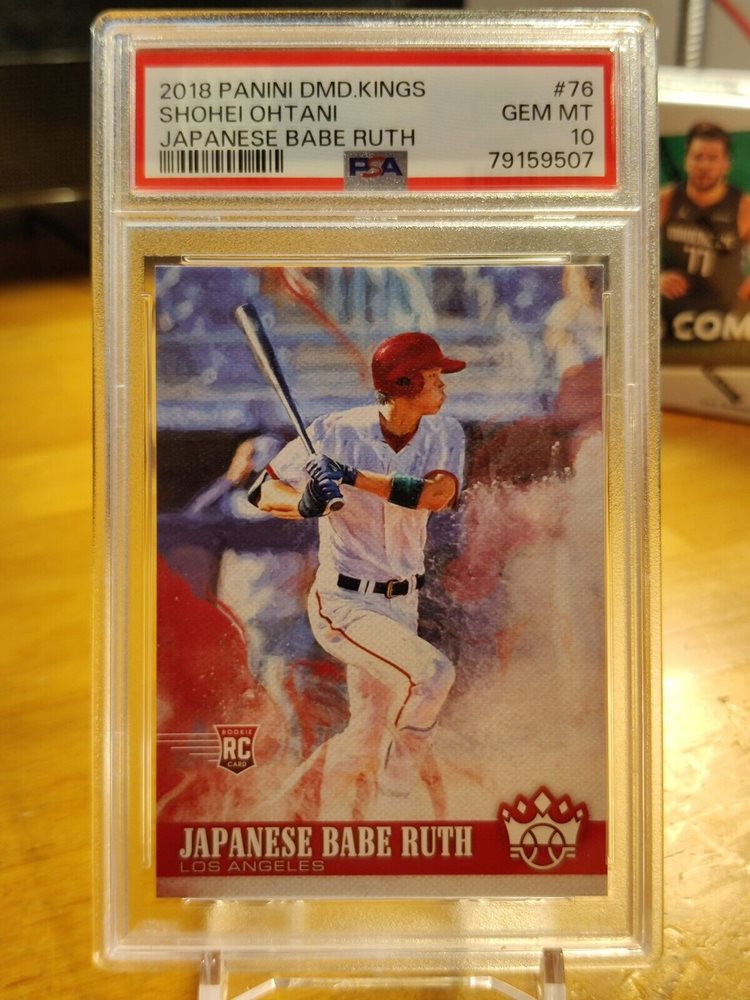 2018 PANINI DMD.KINGS #76
SHOHEI OHTANI GEM MT
JAPANESE BABE RUTH 10
PSA 79159507
77
COM
ROOKIE
RC
CARD
JAPANESE BABE RUTH
LOS ANGELES